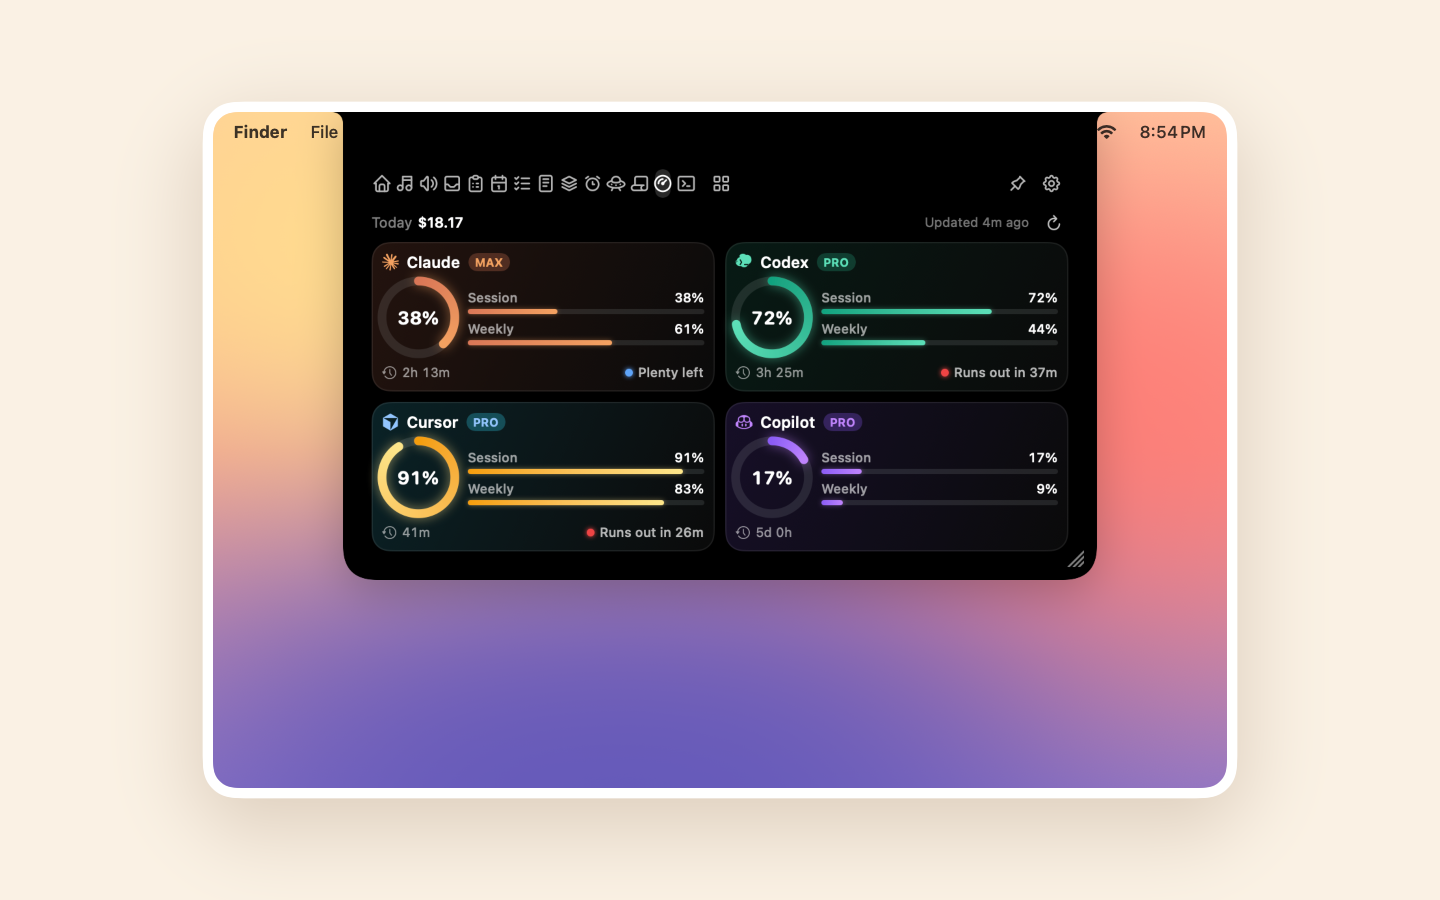 Finder File 8:54 PM
Today $18.17 Updated 4m ago
Claude MAX
38%
Session 38%
Weekly 61%
2h 13m Plenty left
Codex PRO
72%
Session 72%
Weekly 44%
3h 25m Runs out in 37m
Cursor PRO
91%
Session 91%
Weekly 83%
41m Runs out in 26m
Copilot PRO
17%
Session 17%
Weekly 9%
5d 0h